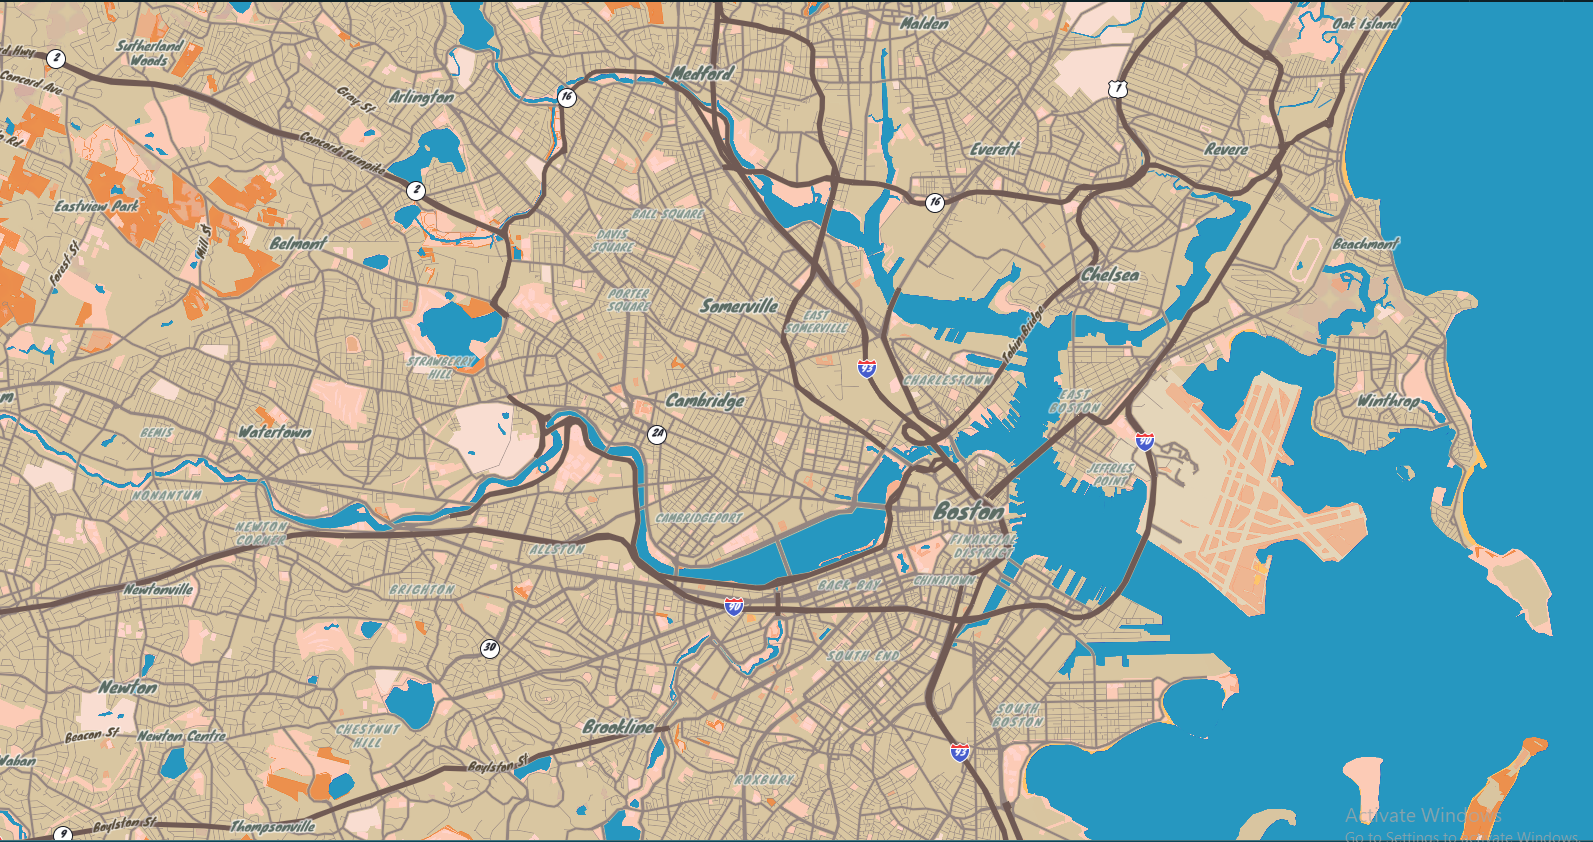 Malden
Oak Island
Sutherland
Woods
2
Concord Ave
Medford
Arlington
Gray St
16
1
Concord Turnpike
Everett
Revere
2
16
Eastview Park
BALL SQUARE
DAVIS
SQUARE
Mill St
Belmont
Forest St
Beachmont
Chelsea
PORTER
SQUARE
Somerville
EAST
SOMERVILLE
Tobin Bridge
STRAWBERRY
HILL
93
CHARLESTOWN
Cambridge
EAST
BOSTON
Winthrop
BEMIS
Watertown
2A
90
JEFFRIES
POINT
NONANTUM
Boston
CAMBRIDGEPORT
NEWTON
CORNER
ALLSTON
FINANCIAL
DISTRICT
Newtonville
BRIGHTON
BACK BAY
CHINATOWN
90
30
SOUTH END
Newton
SOUTH
BOSTON
Brookline
CHESTNUT
HILL
Beacon St
Newton Centre
93
Waban
Boylston St
ROXBURY
Activate Windows
Go to Settings to activate Windows.
Boylston St
Thompsonville
9